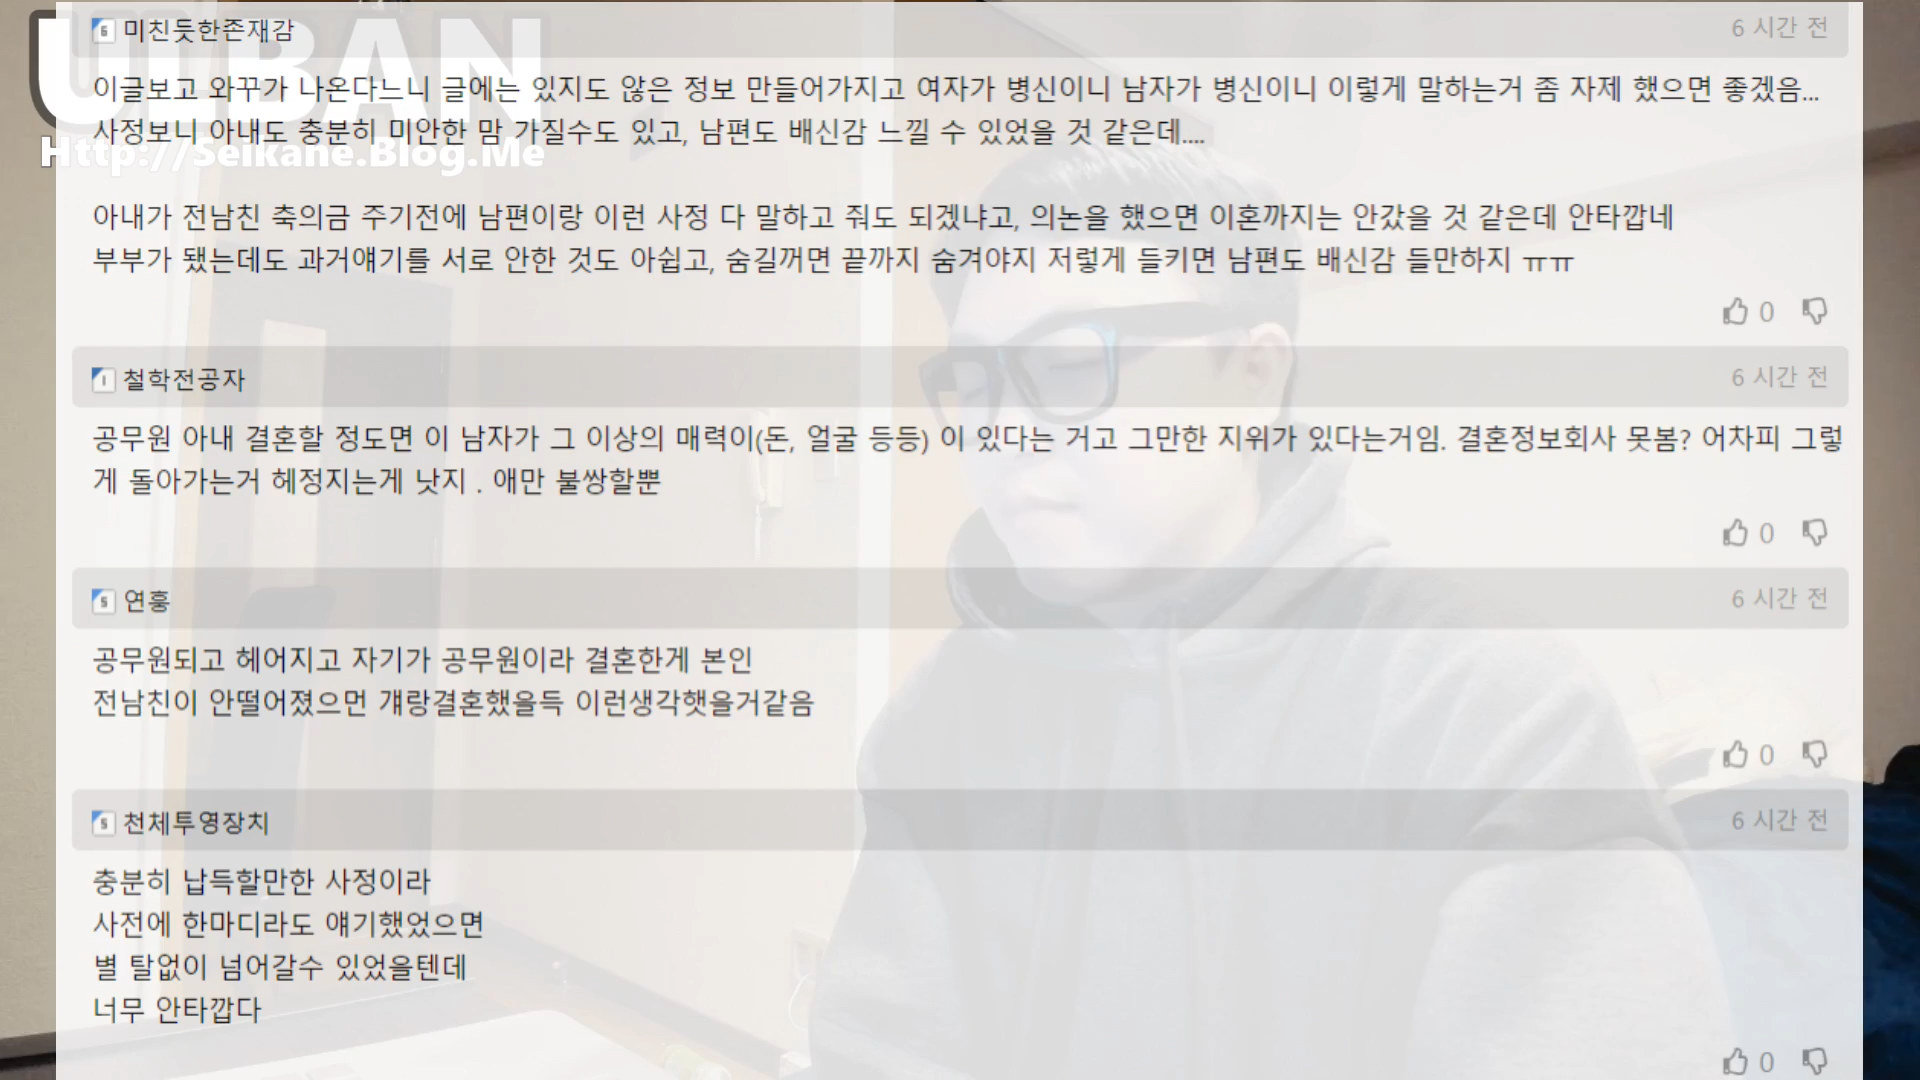 ULBAN
Http://Seikane.Blog.Me
6 미친듯한존재감 6 시간 전
이글보고 와꾸가 나온다느니 글에는 있지도 않은 정보 만들어가지고 여자가 병신이니 남자가 병신이니 이렇게 말하는거 좀 자제 했으면 좋겠음...
사정보니 아내도 충분히 미안한 맘 가질수도 있고, 남편도 배신감 느낄 수 있었을 것 같은데....
아내가 전남친 축의금 주기전에 남편이랑 이런 사정 다 말하고 줘도 되겠냐고, 의논을 했으면 이혼까지는 안갔을 것 같은데 안타깝네
부부가 됐는데도 과거얘기를 서로 안한 것도 아쉽고, 숨길꺼면 끝까지 숨겨야지 저렇게 들키면 남편도 배신감 들만하지 ㅠㅠ
0
1 철학전공자 6 시간 전
공무원 아내 결혼할 정도면 이 남자가 그 이상의 매력이(돈, 얼굴 등등) 이 있다는 거고 그만한 지위가 있다는거임. 결혼정보회사 못봄? 어차피 그렇
게 돌아가는거 헤정지는게 낫지 . 애만 불쌍할뿐
0
5 연흥 6 시간 전
공무원되고 헤어지고 자기가 공무원이라 결혼한게 본인
전남친이 안떨어졌으면 걔랑결혼했을득 이런생각햇을거같음
0
5 천체투영장치 6 시간 전
충분히 납득할만한 사정이라
사전에 한마디라도 얘기했었으면
별 탈없이 넘어갈수 있었을텐데
너무 안타깝다
0